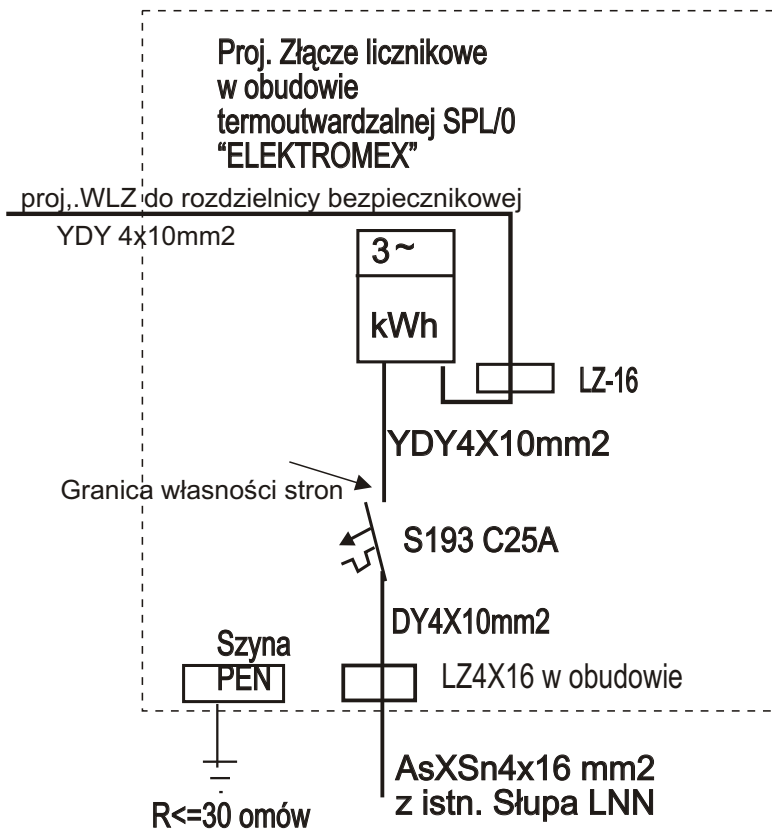 Proj. Złącze licznikowe
w obudowie
termoutwardzalnej SPL/0
“ELEKTROMEX”
proj,.WLZ do rozdzielnicy bezpiecznikowej
YDY 4x10mm2
3~
kWh
LZ-16
YDY4X10mm2
Granica własności stron
S193 C25A
DY4X10mm2
Szyna
PEN
LZ4X16 w obudowie
AsXSn4x16 mm2
z istn. Słupa LNN
R<=30 omów